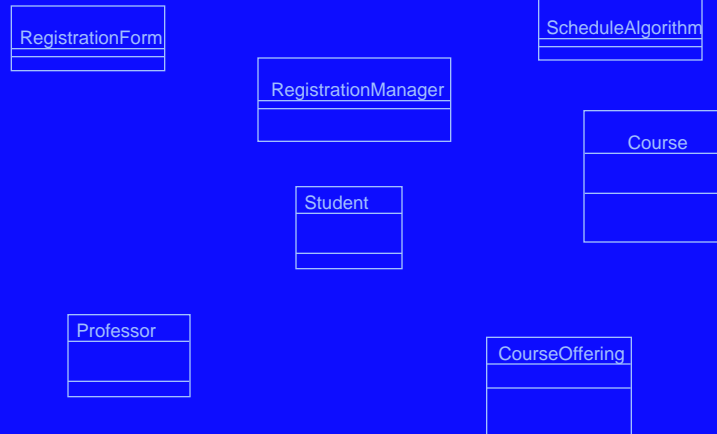 RegistrationForm
ScheduleAlgorithm
RegistrationManager
Course
Student
Professor
CourseOffering